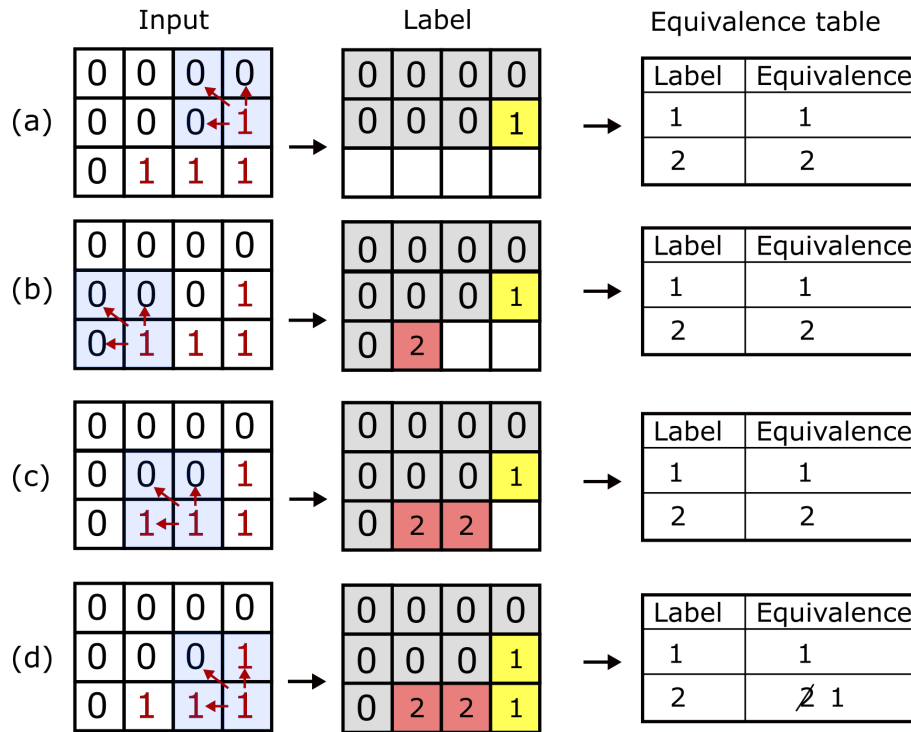 Input Label Equivalence table
(a)
0 0 0 0
0 0 0 1
0 1 1 1
0 0 0 0
0 0 0 1
Label Equivalence
1 1
2 2
(b)
0 0 0 0
0 0 0 1
0 1 1 1
0 0 0 0
0 0 0 1
0 2
Label Equivalence
1 1
2 2
(c)
0 0 0 0
0 0 0 1
0 1 1 1
0 0 0 0
0 0 0 1
0 2 2
Label Equivalence
1 1
2 2
(d)
0 0 0 0
0 0 0 1
0 1 1 1
0 0 0 0
0 0 0 1
0 2 2 1
Label Equivalence
1 1
2 2 1